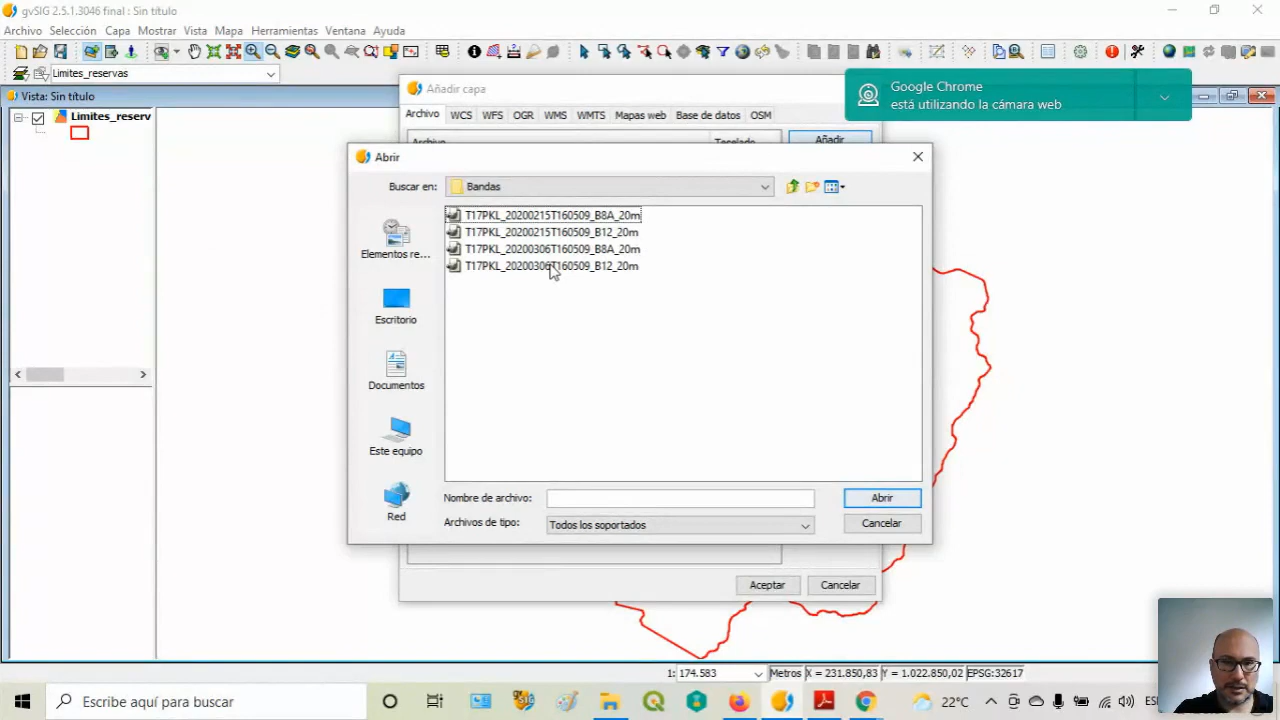 gvSIG 2.5.1.3046 final : Sin título
Archivo Selección Capa Mostrar Vista Mapa Herramientas Ventana Ayuda
Limites_reservas
Vista: Sin título
Limites_reserv
Añadir capa
Google Chrome
está utilizando la cámara web
Archivo WCS WFS OGR WMS WMTS Mapas web Base de datos OSM
Archivo Teselado Añadir
Abrir
Buscar en: Bandas
T17PKL_20200215T160509_B8A_20m
T17PKL_20200215T160509_B12_20m
T17PKL_20200306T160509_B8A_20m
T17PKL_20200306T160509_B12_20m
Elementos re...
Escritorio
Documentos
Este equipo
Red
Nombre de archivo: Abrir
Archivos de tipo: Todos los soportados Cancelar
Aceptar Cancelar
1: 174.583 Metros X = 231.850,83 Y = 1.022.850,02 EPSG:32617
Escribe aquí para buscar 22°C